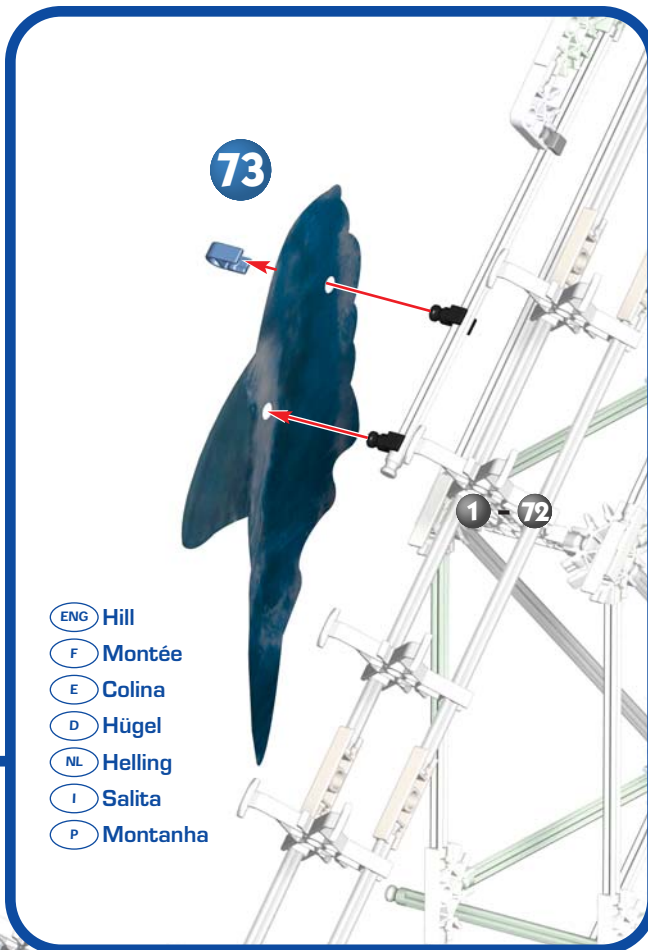 73
1 - 72
ENG Hill
F Montée
E Colina
D Hügel
NL Helling
I Salita
P Montanha